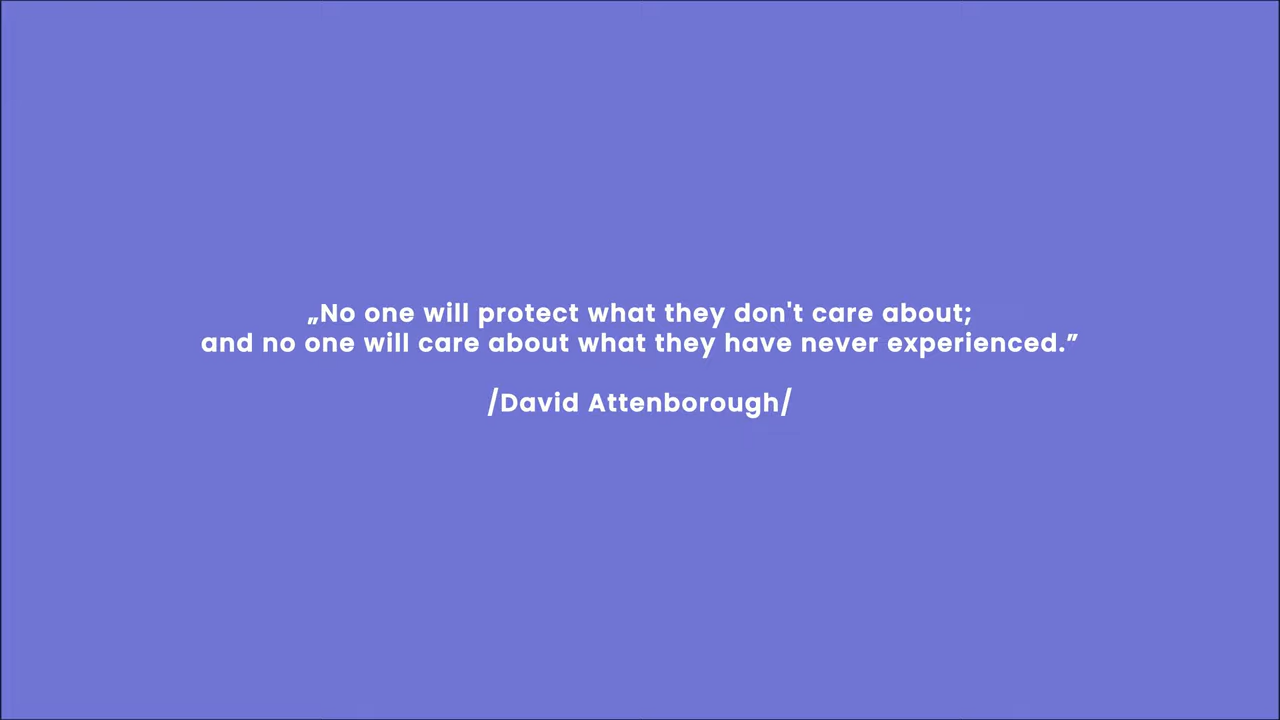 „No one will protect what they don't care about;
and no one will care about what they have never experienced.”
/David Attenborough/